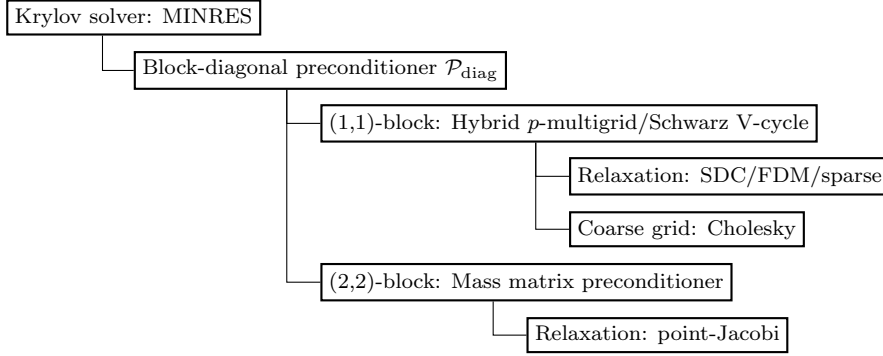 Krylov solver: MINRES
Block-diagonal preconditioner 𝒫diag
(1,1)-block: Hybrid p-multigrid/Schwarz V-cycle
Relaxation: SDC/FDM/sparse
Coarse grid: Cholesky
(2,2)-block: Mass matrix preconditioner
Relaxation: point-Jacobi